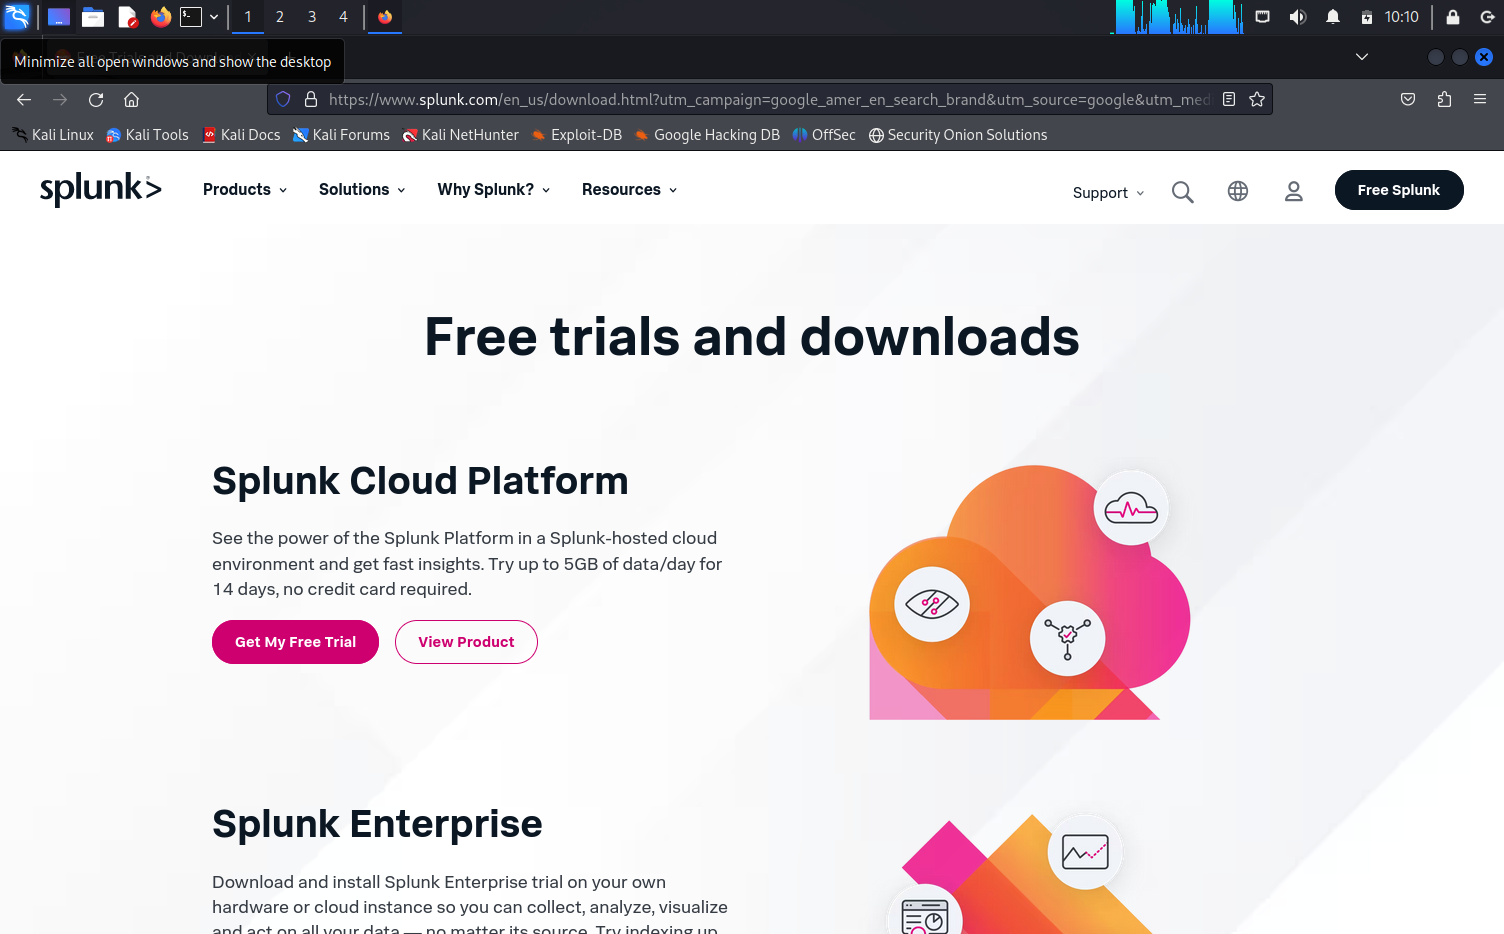 1 2 3 4 10:10
Minimize all open windows and show the desktop
https://www.splunk.com/en_us/download.html?utm_campaign=google_amer_en_search_brand&utm_source=google&utm_med
Kali Linux Kali Tools Kali Docs Kali Forums Kali NetHunter Exploit-DB Google Hacking DB OffSec Security Onion Solutions
splunk> Products Solutions Why Splunk? Resources Support Free Splunk
Free trials and downloads
Splunk Cloud Platform
See the power of the Splunk Platform in a Splunk-hosted cloud
environment and get fast insights. Try up to 5GB of data/day for
14 days, no credit card required.
Get My Free Trial View Product
Splunk Enterprise
Download and install Splunk Enterprise trial on your own
hardware or cloud instance so you can collect, analyze, visualize
and act on all your data — no matter its source. Try indexing up